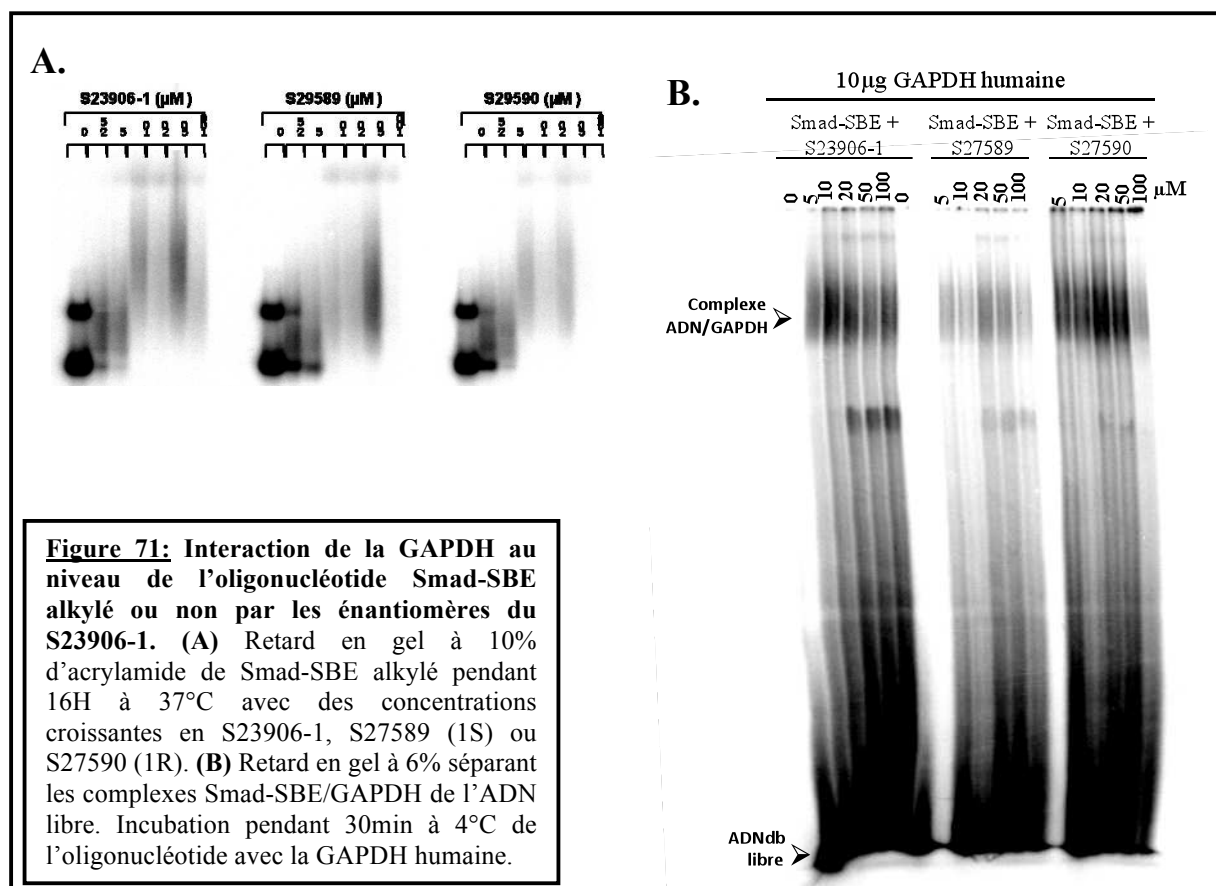 A.
S23906-1 (µM)
S29589 (µM)
S29590 (µM)
B.
10µg GAPDH humaine
Smad-SBE + S23906-1
Smad-SBE + S27589
Smad-SBE + S27590
0 5 10 20 50 100 0
5 10 20 50 100
5 10 20 50 100
µM
Complexe
ADN/GAPDH
ADNdb
libre
Figure 71: Interaction de la GAPDH au
niveau de l’oligonucléotide Smad-SBE
alkylé ou non par les énantiomères du
S23906-1. (A) Retard en gel à 10%
d’acrylamide de Smad-SBE alkylé pendant
16H à 37°C avec des concentrations
croissantes en S23906-1, S27589 (1S) ou
S27590 (1R). (B) Retard en gel à 6% séparant
les complexes Smad-SBE/GAPDH de l’ADN
libre. Incubation pendant 30min à 4°C de
l’oligonucléotide avec la GAPDH humaine.